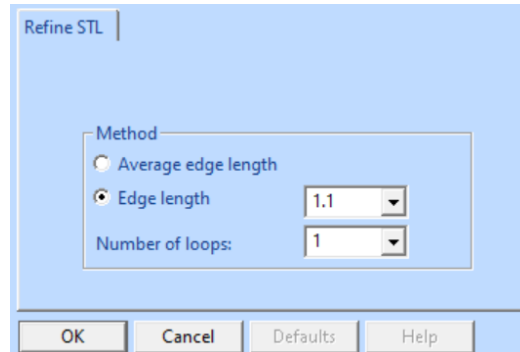 Refine STL
Method
Average edge length
Edge length 1.1
Number of loops: 1
OK Cancel Defaults Help